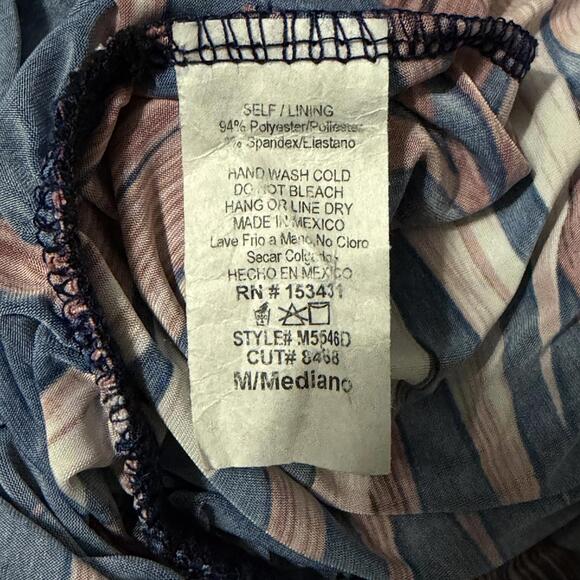 SELF / LINING
94% Polyester/Poliester
Spandex/Elastano
HAND WASH COLD
DO NOT BLEACH
HANG OR LINE DRY
MADE IN MEXICO
Lave Frio a Mano,No Cloro
Secar
HECHO EN MEXICO
RN # 153431
STYLE# M5546D
CUT# 8468
M/Mediano